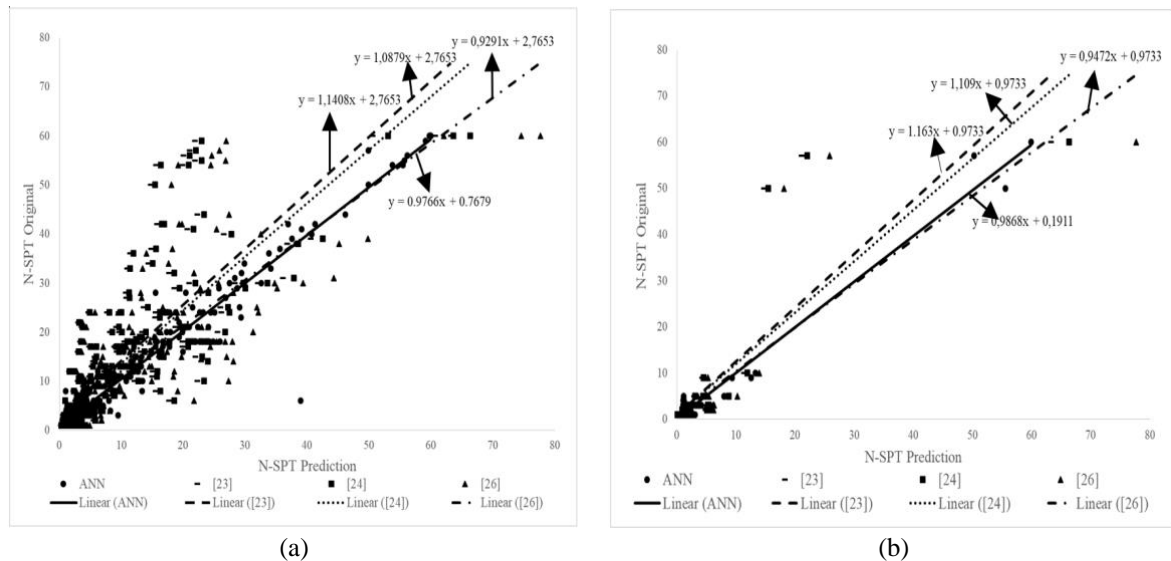 80
70
60
50
40
30
20
10
0
N-SPT Original
y = 0,9291x + 2,7653
y = 1,0879x + 2,7653
y = 1,1408x + 2,7653
y = 0.9766x + 0.7679
0 10 20 30 40 50 60 70 80
N-SPT Prediction
ANN [23] [24] [26]
Linear (ANN) Linear ([23]) Linear ([24]) Linear ([26])
(a)
80
70
60
50
40
30
20
10
0
N-SPT Original
y = 0,9472x + 0,9733
y = 1,109x + 0,9733
y = 1.163x + 0.9733
y = 0,9868x + 0,1911
0 10 20 30 40 50 60 70 80
N-SPT Prediction
ANN [23] [24] [26]
Linear (ANN) Linear ([23]) Linear ([24]) Linear ([26])
(b)